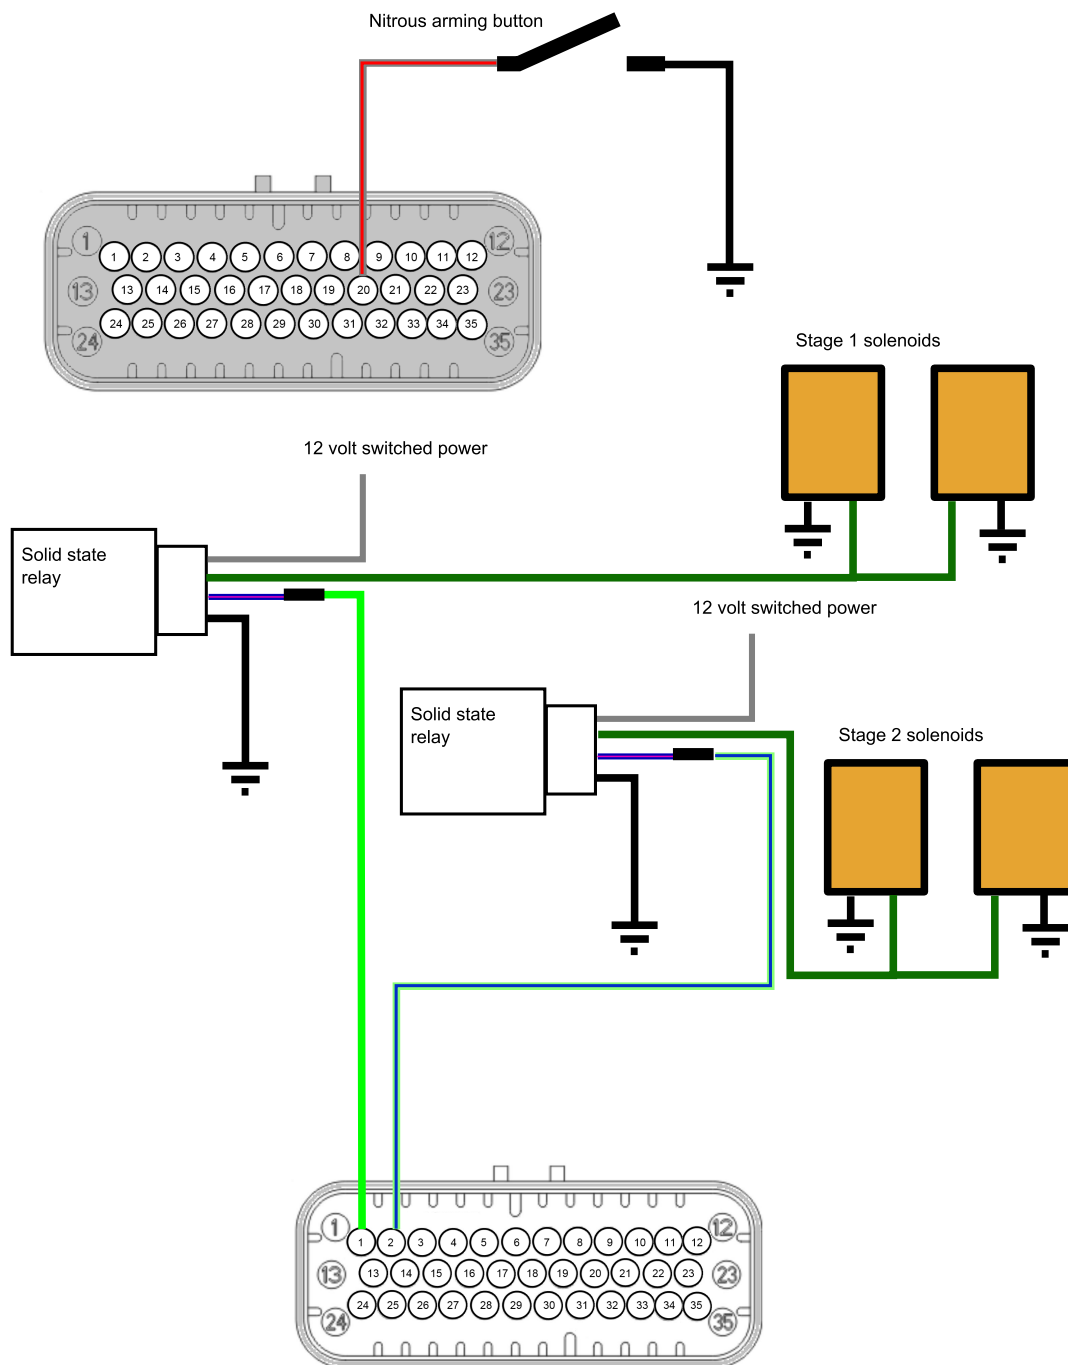 Nitrous arming button
1 12
1 2 3 4 5 6 7 8 9 10 11 12
13 13 14 15 16 17 18 19 20 21 22 23 23
24 25 26 27 28 29 30 31 32 33 34 35
24 35
Stage 1 solenoids
12 volt switched power
Solid state
relay
12 volt switched power
Solid state
relay
Stage 2 solenoids
1 12
1 2 3 4 5 6 7 8 9 10 11 12
13 13 14 15 16 17 18 19 20 21 22 23 23
24 25 26 27 28 29 30 31 32 33 34 35
24 35